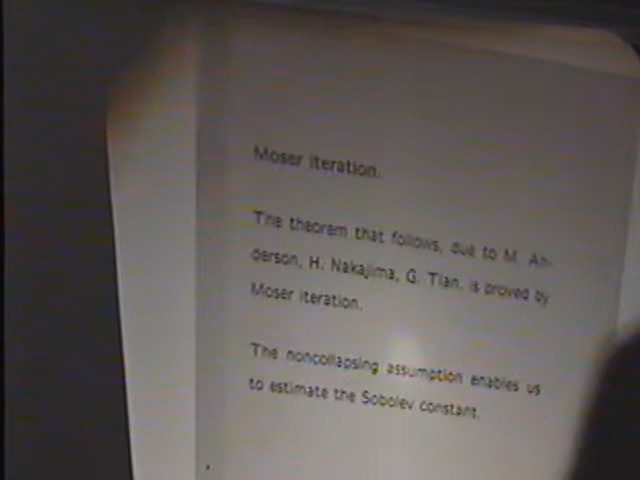 Moser iteration.
The theorem that follows, due to M. An-
derson, H. Nakajima, G. Tian, is proved by
Moser iteration.
The noncollapsing assumption enables us
to estimate the Sobolev constant.